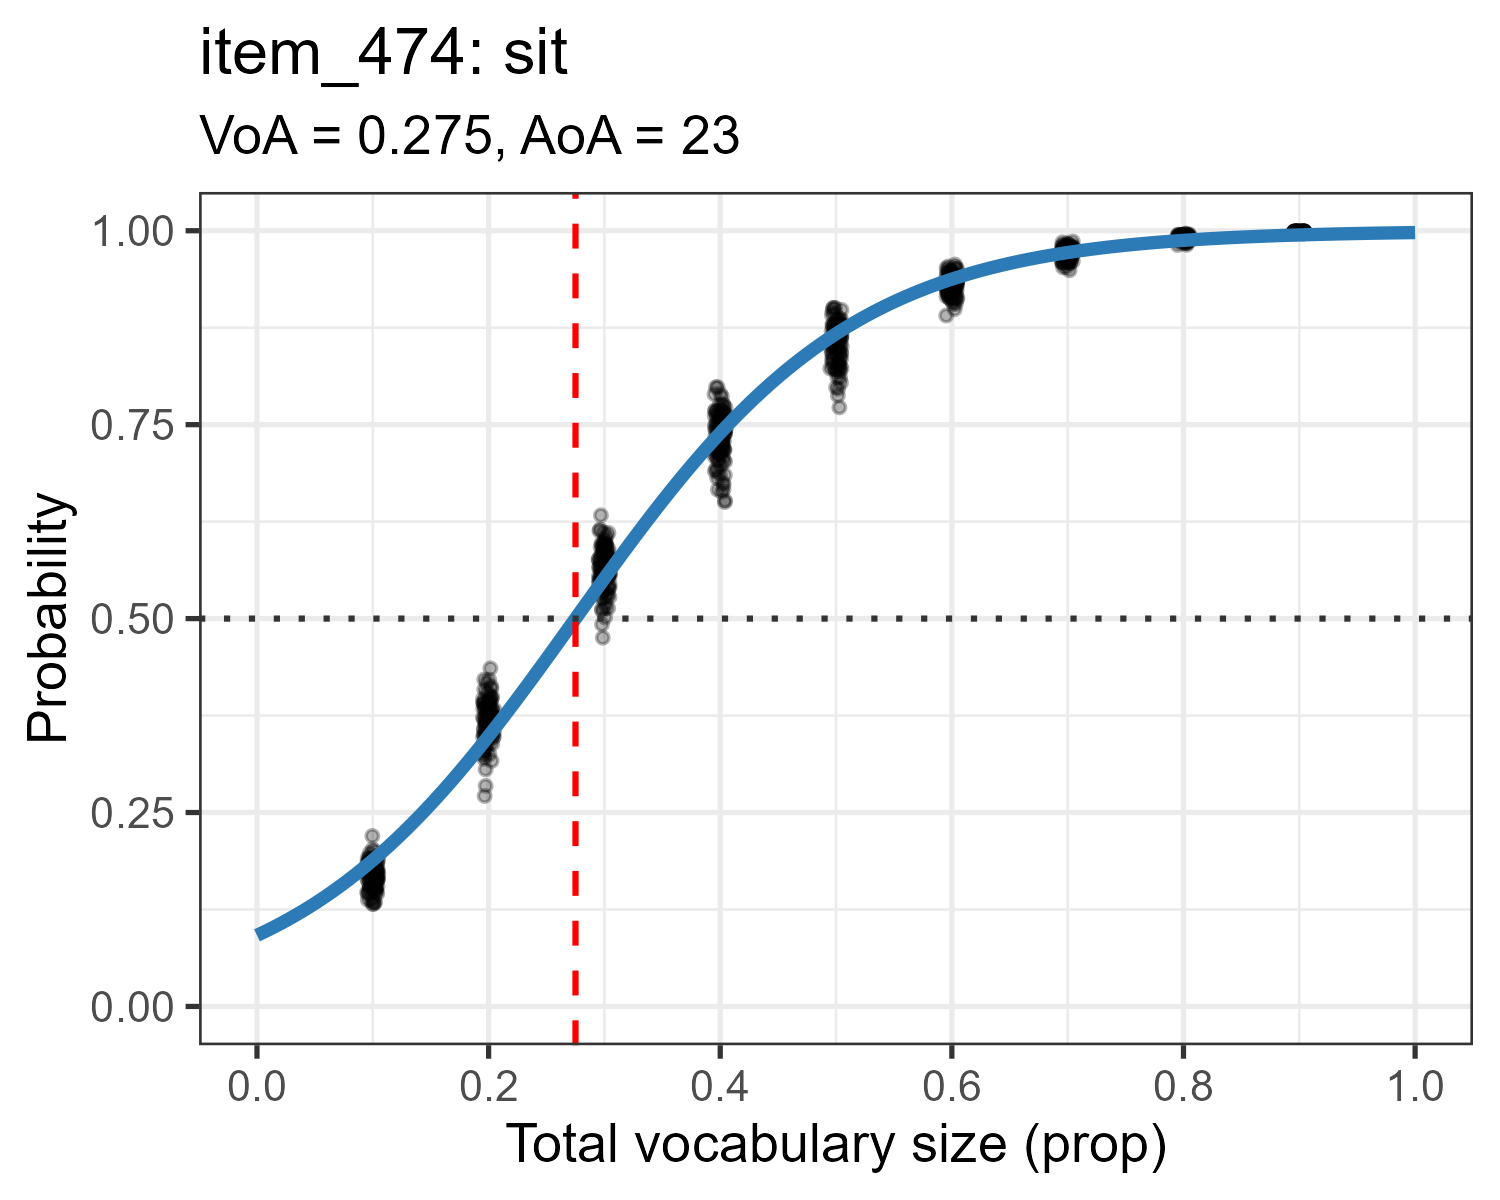 item_474: sit
VoA = 0.275, AoA = 23
1.00
0.75
0.50
0.25
0.00
Probability
0.0 0.2 0.4 0.6 0.8 1.0
Total vocabulary size (prop)